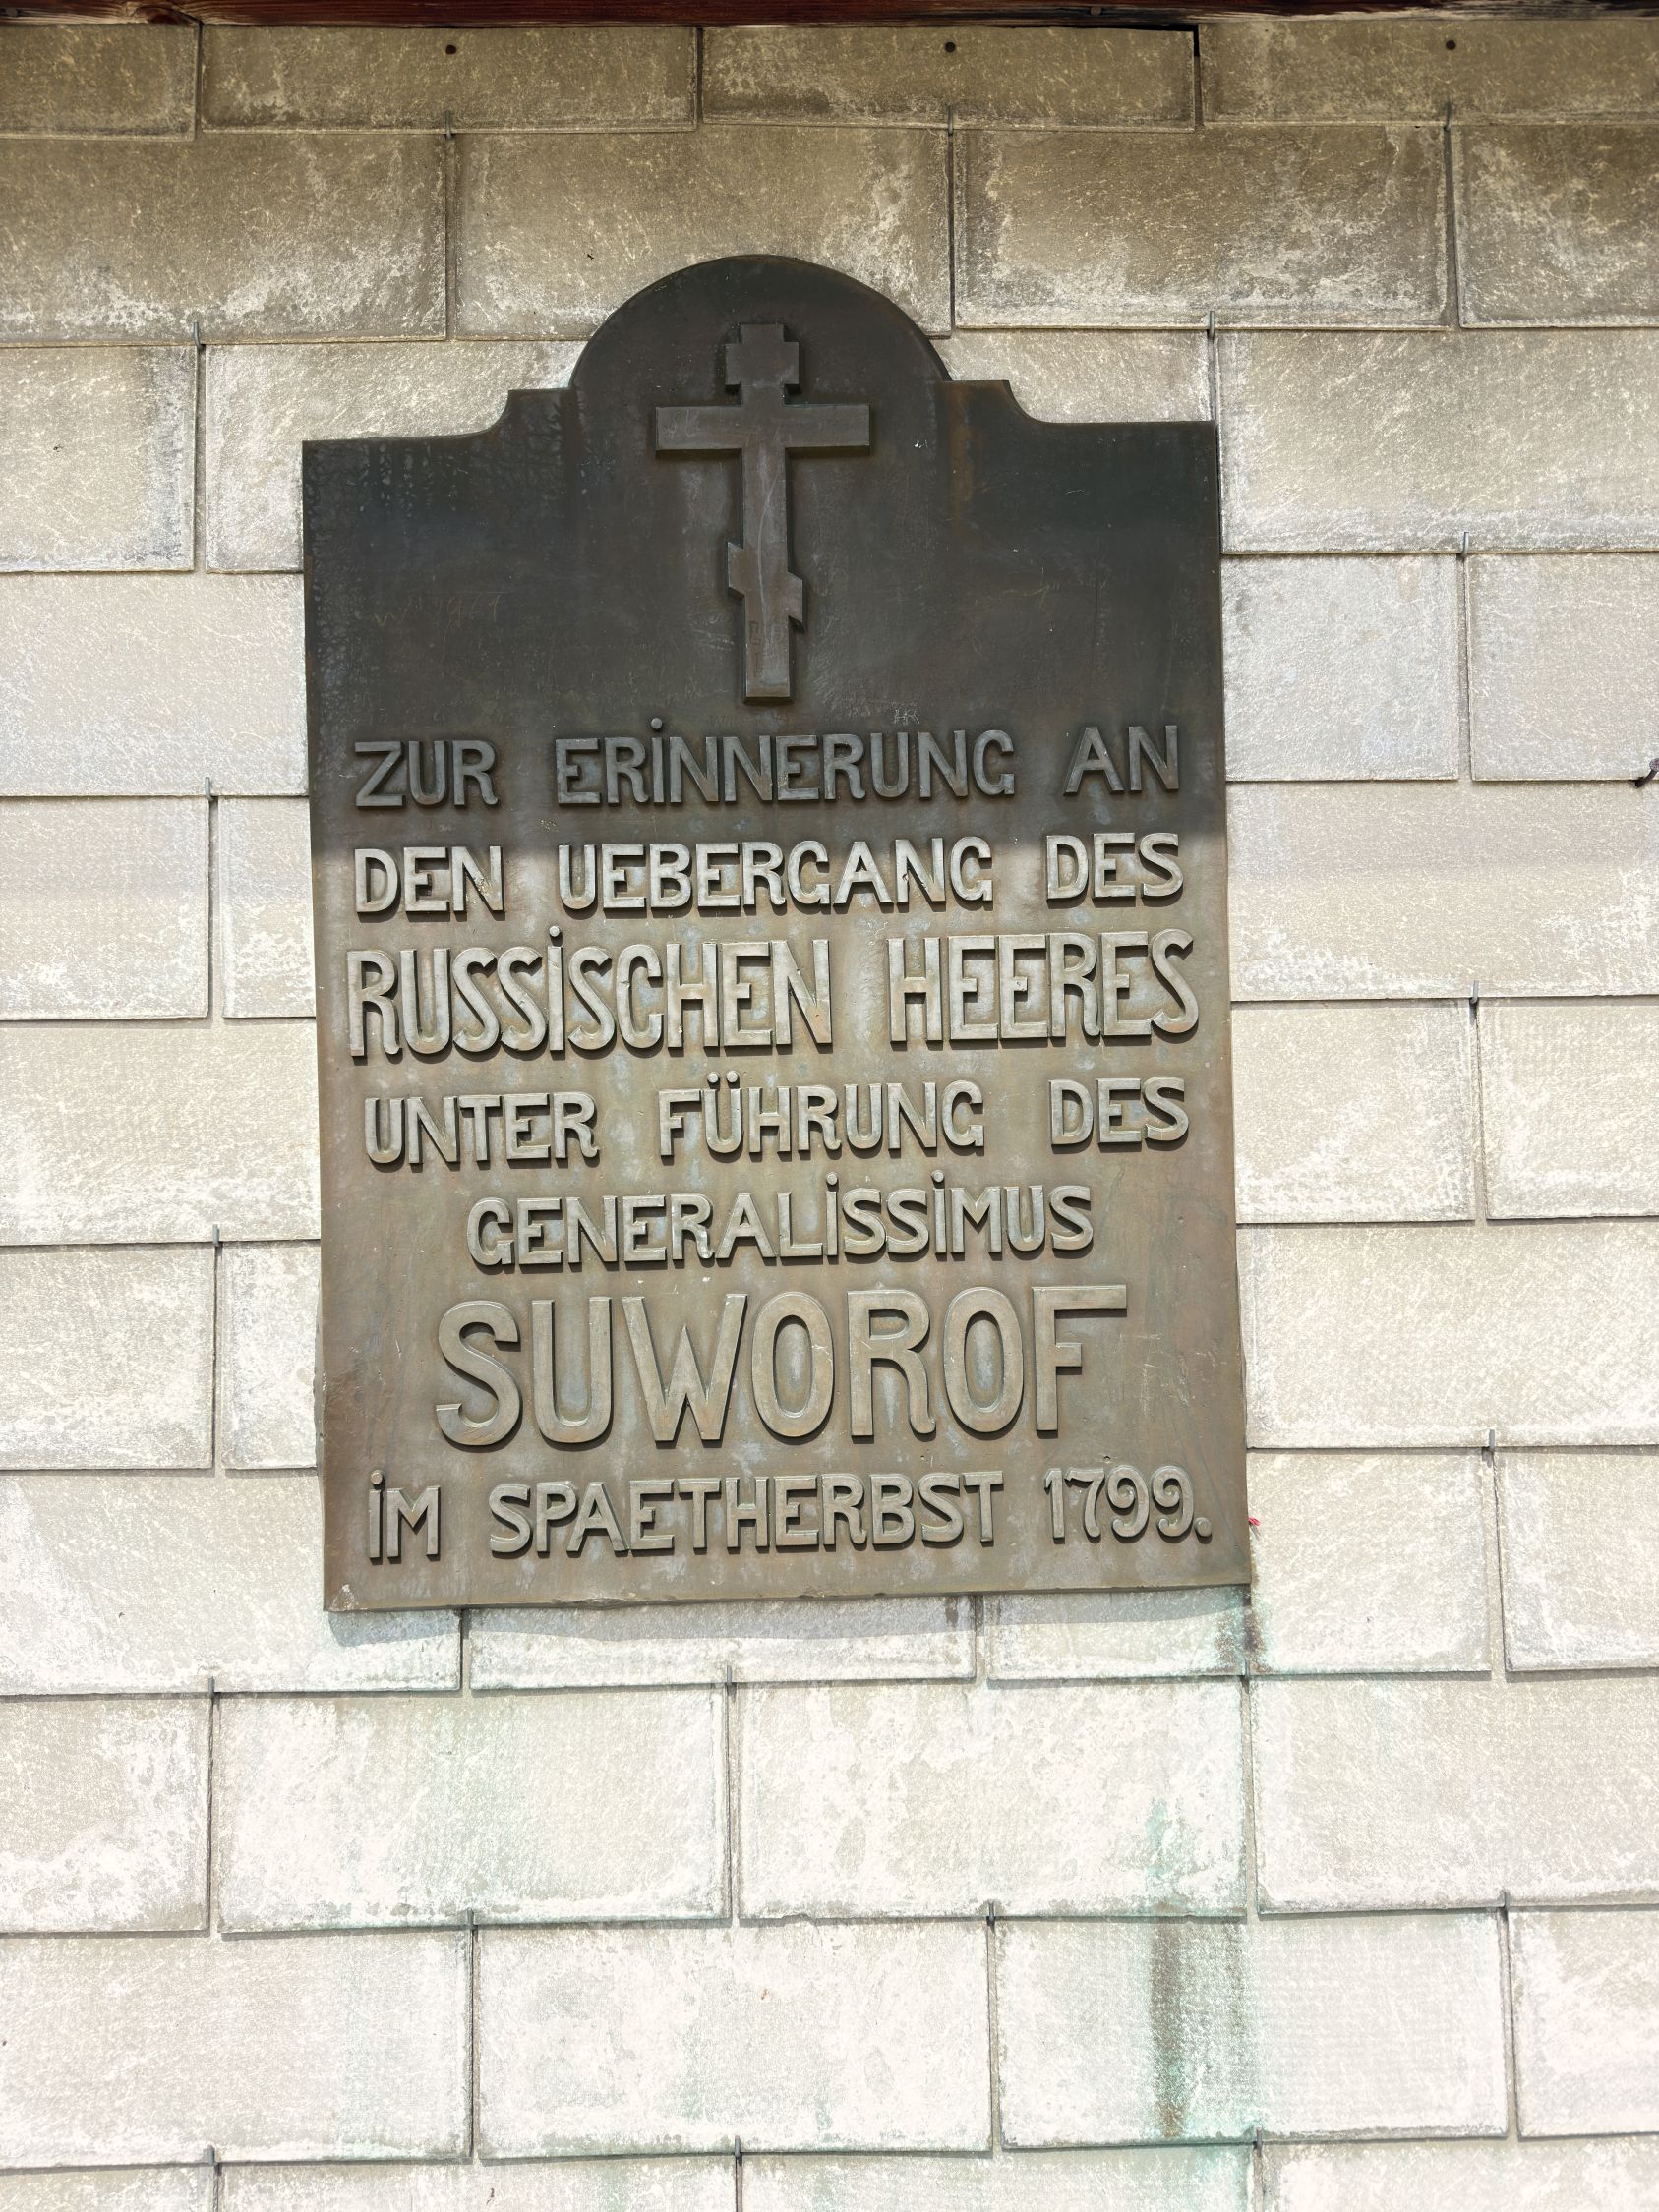 ZUR ERiNNERUNG AN
DEN UEBERGANG DES
RUSSiSCHEN HEERES
UNTER FÜHRUNG DES
GENERALiSSiMUS
SUWOROF
iM SPAETHERBST 1799.